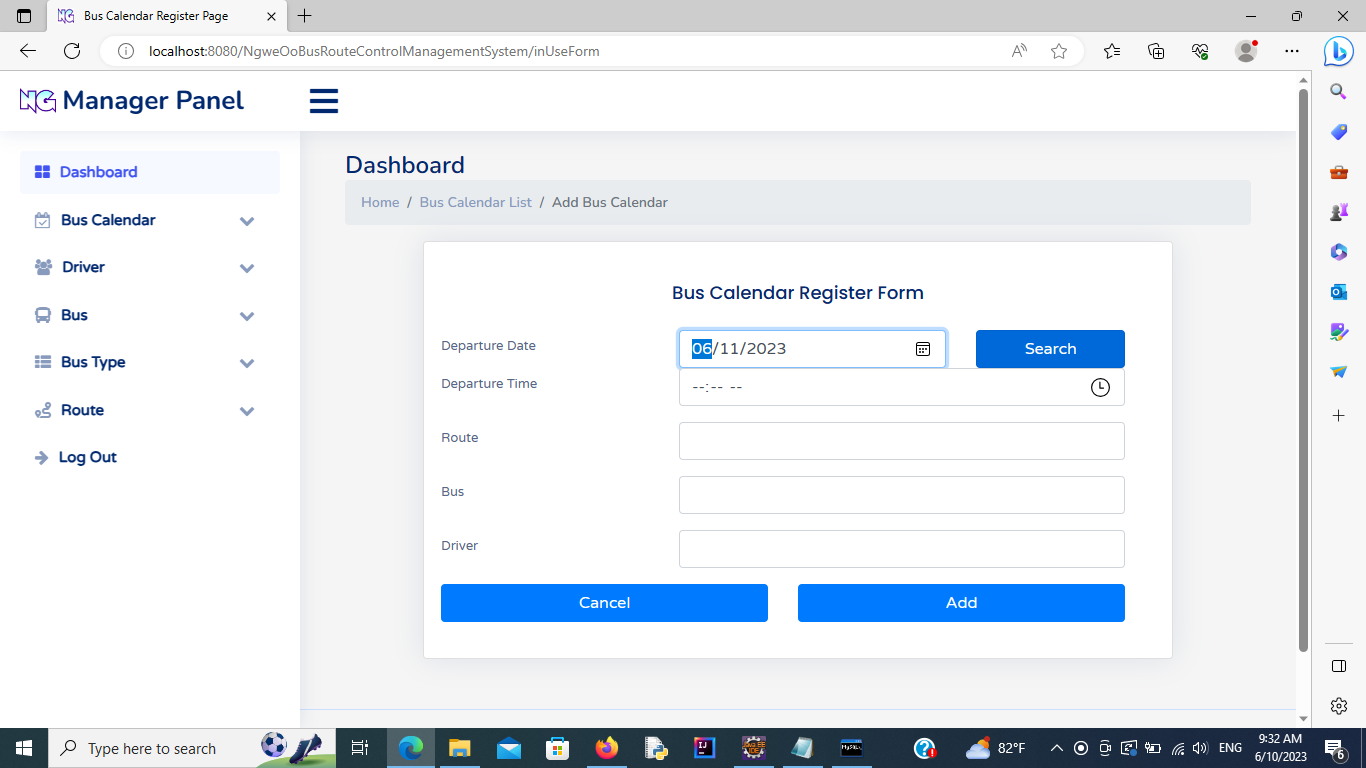 Bus Calendar Register Page
localhost:8080/NgweOoBusRouteControlManagementSystem/inUseForm
NG Manager Panel
Dashboard
Bus Calendar
Driver
Bus
Bus Type
Route
Log Out
Dashboard
Home / Bus Calendar List / Add Bus Calendar
Bus Calendar Register Form
Departure Date 06/11/2023 Search
Departure Time --:-- --
Route
Bus
Driver
Cancel Add
Type here to search
82°F
ENG
9:32 AM
6/10/2023
6